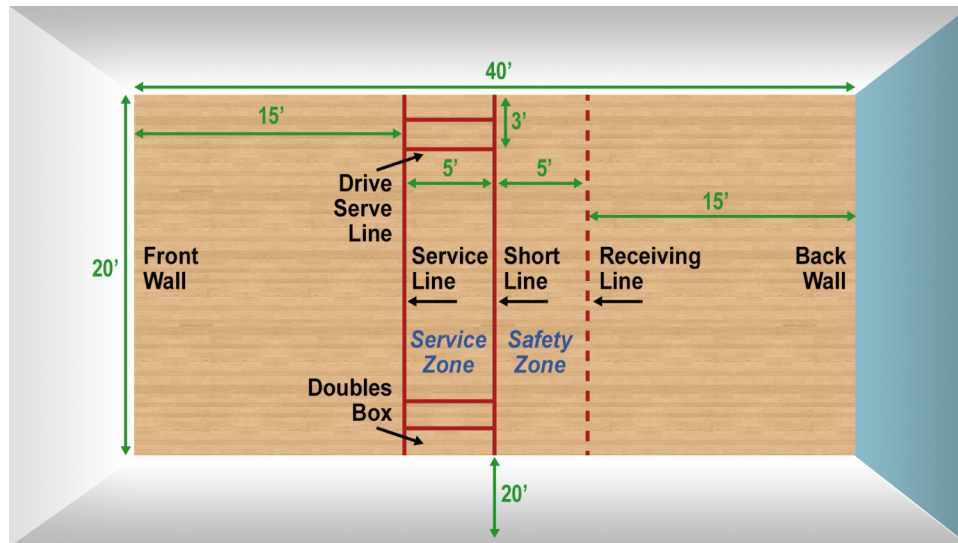 40’
15’
3’
Drive
Serve
Line
5’
5’
15’
20’
Front
Wall
Service
Line
Short
Line
Receiving
Line
Back
Wall
Service
Zone
Safety
Zone
Doubles
Box
20’